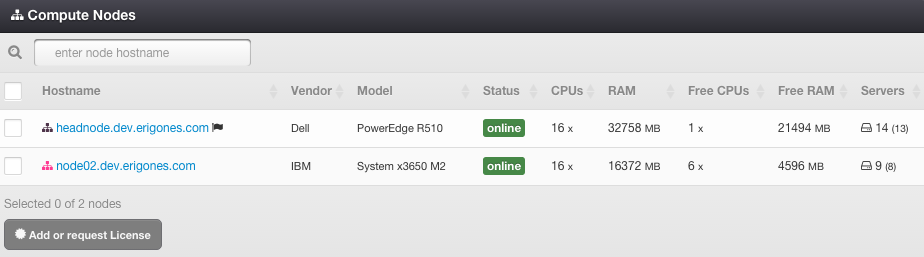 Compute Nodes
enter node hostname
Hostname Vendor Model Status CPUs RAM Free CPUs Free RAM Servers
headnode.dev.erigones.com Dell PowerEdge R510 online 16 x 32758 MB 1 x 21494 MB 14 (13)
node02.dev.erigones.com IBM System x3650 M2 online 16 x 16372 MB 6 x 4596 MB 9 (8)
Selected 0 of 2 nodes
Add or request License